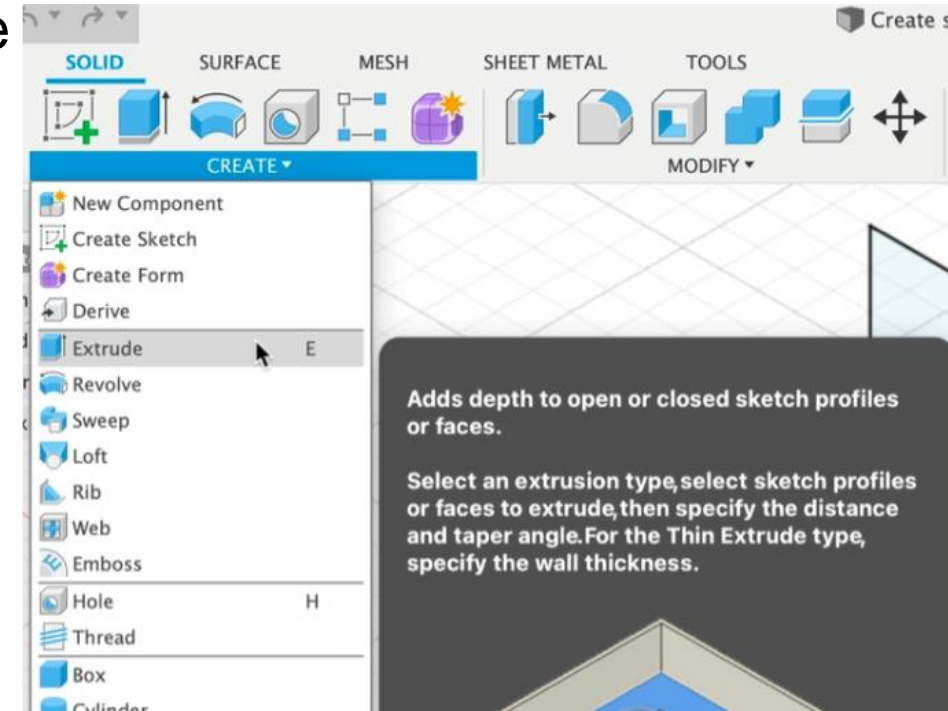 e
Create s
SOLID SURFACE MESH SHEET METAL TOOLS
CREATE MODIFY
New Component
Create Sketch
Create Form
Derive
Extrude E
Revolve
Sweep
Loft
Rib
Web
Emboss
Hole H
Thread
Box
Cylinder
Adds depth to open or closed sketch profiles
or faces.
Select an extrusion type,select sketch profiles
or faces to extrude,then specify the distance
and taper angle.For the Thin Extrude type,
specify the wall thickness.